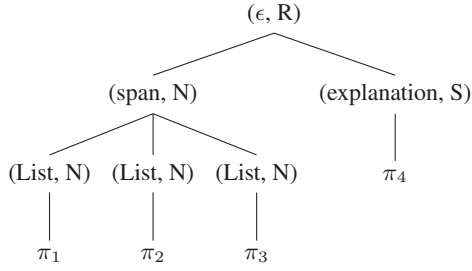 (ϵ, R)
(span, N) (explanation, S)
(List, N) (List, N) (List, N) π₄
π₁ π₂ π₃